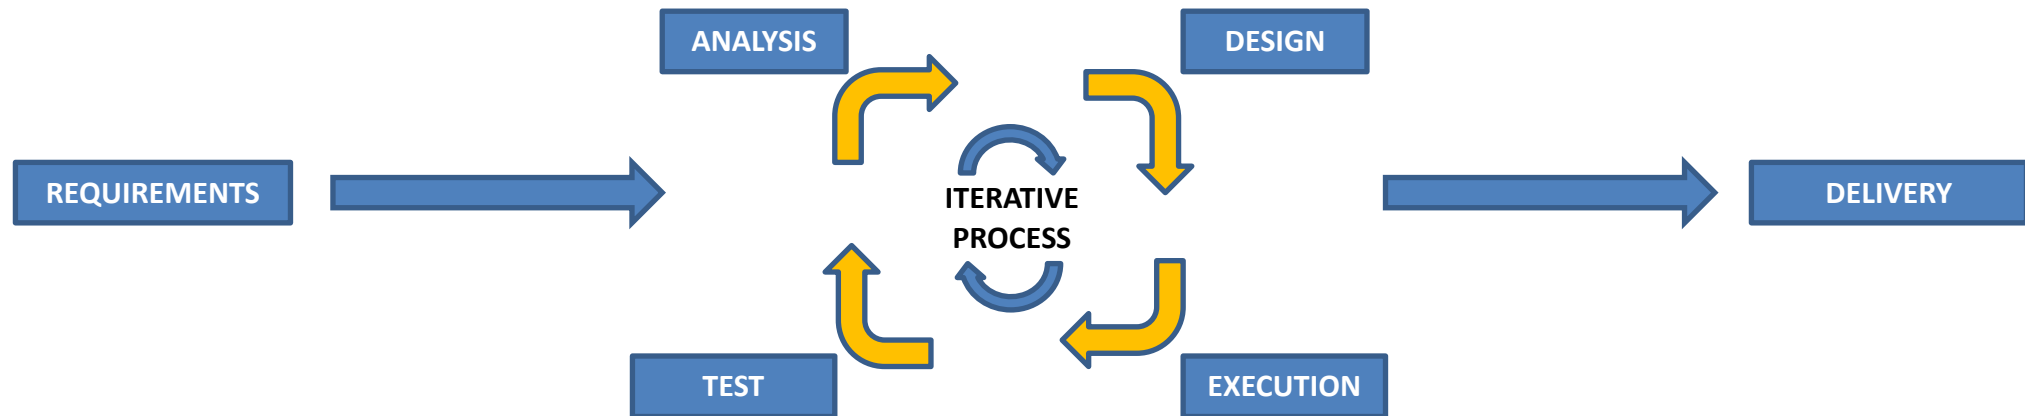 ANALYSIS
DESIGN
REQUIREMENTS
ITERATIVE
PROCESS
DELIVERY
TEST
EXECUTION